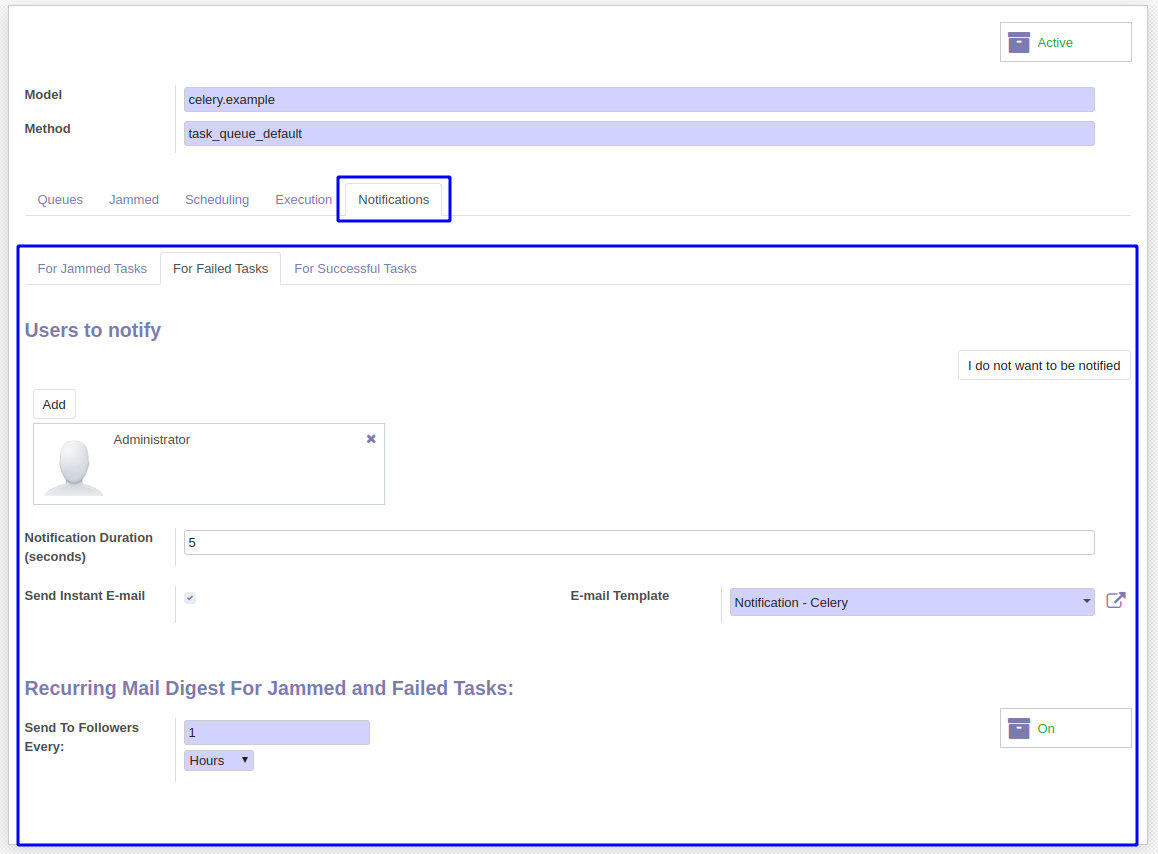 Active
Model
celery.example
Method
task_queue_default
Queues Jammed Scheduling Execution Notifications
For Jammed Tasks For Failed Tasks For Successful Tasks
Users to notify
I do not want to be notified
Add
Administrator
Notification Duration
(seconds)
5
Send Instant E-mail
E-mail Template
Notification - Celery
Recurring Mail Digest For Jammed and Failed Tasks:
Send To Followers
Every:
1
Hours
On